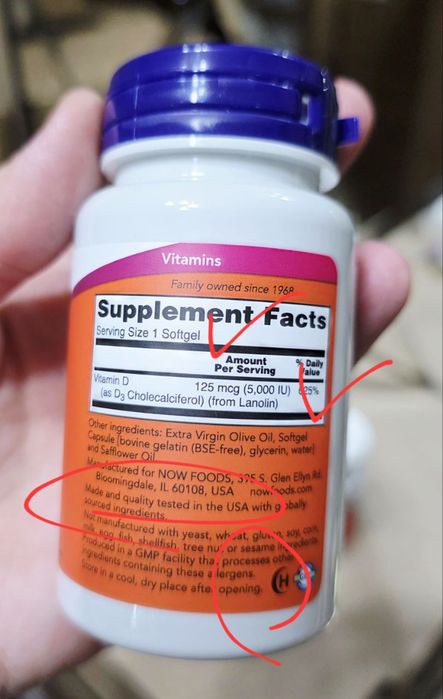 Vitamins
Family owned since 1968
Supplement Facts
Serving Size 1 Softgel
Amount Per Serving % Daily Value
Vitamin D 125 mcg (5,000 IU) 625%
(as D3 Cholecalciferol) (from Lanolin)
Other ingredients: Extra Virgin Olive Oil, Softgel
Capsule [bovine gelatin (BSE-free), glycerin, water]
and Safflower Oil
Manufactured for NOW FOODS, 395 S. Glen Ellyn Rd.
Bloomingdale, IL 60108, USA nowfoods.com
Made and quality tested in the USA with globally
sourced ingredients.
Not manufactured with yeast, wheat, gluten, soy, corn,
milk, egg, fish, shellfish, tree nut or sesame ingredients.
Produced in a GMP facility that processes other
ingredients containing these allergens.
Store in a cool, dry place after opening.
H